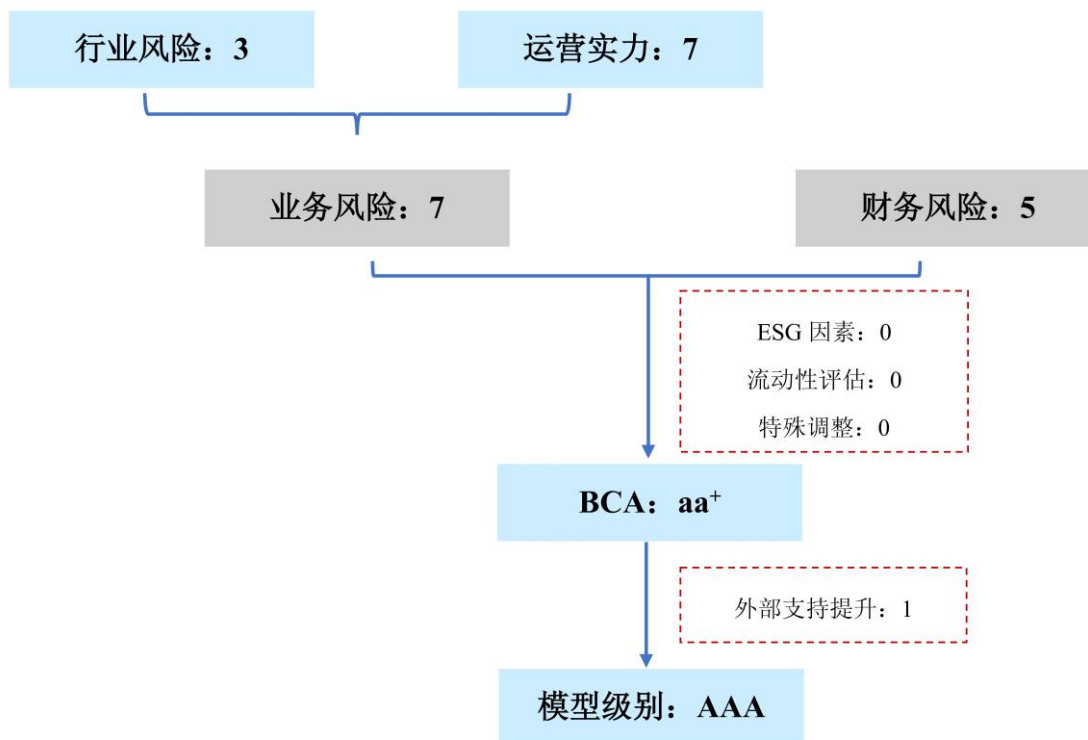 行业风险：3
运营实力：7
业务风险：7
财务风险：5
ESG 因素：0
流动性评估：0
特殊调整：0
BCA：aa⁺
外部支持提升：1
模型级别：AAA